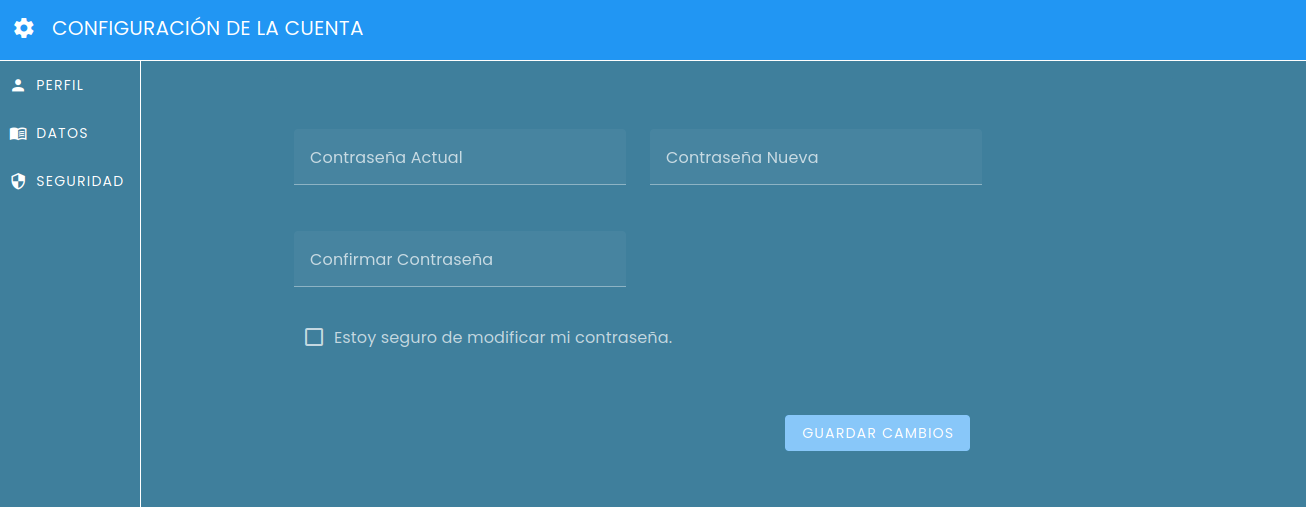 CONFIGURACIÓN DE LA CUENTA
PERFIL
DATOS
SEGURIDAD
Contraseña Actual
Contraseña Nueva
Confirmar Contraseña
Estoy seguro de modificar mi contraseña.
GUARDAR CAMBIOS